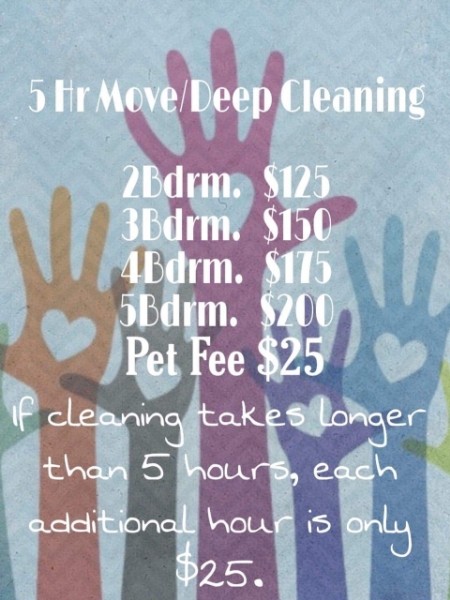 5 Hr Move/Deep Cleaning
2Bdrm. $125
3Bdrm. $150
4Bdrm. $175
5Bdrm. $200
Pet Fee $25
If cleaning takes longer
than 5 hours, each
additional hour is only
$25.